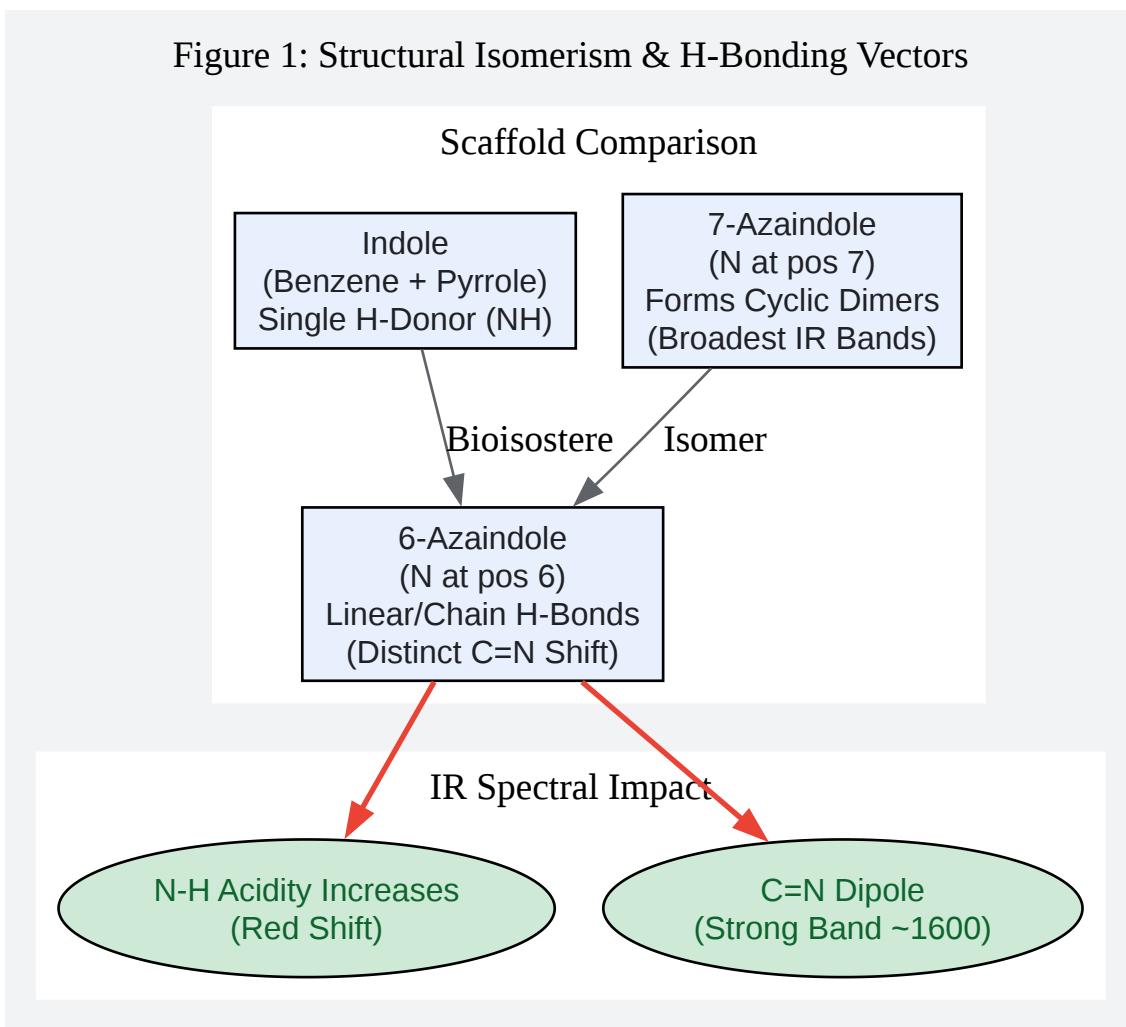 Figure 1: Structural Isomerism & H-Bonding Vectors
Scaffold Comparison
Indole
(Benzene + Pyrrole)
Single H-Donor (NH)
7-Azaindole
(N at pos 7)
Forms Cyclic Dimers
(Broadest IR Bands)
Bioisostere
Isomer
6-Azaindole
(N at pos 6)
Linear/Chain H-Bonds
(Distinct C=N Shift)
IR Spectral Impact
N-H Acidity Increases
(Red Shift)
C=N Dipole
(Strong Band ~1600)